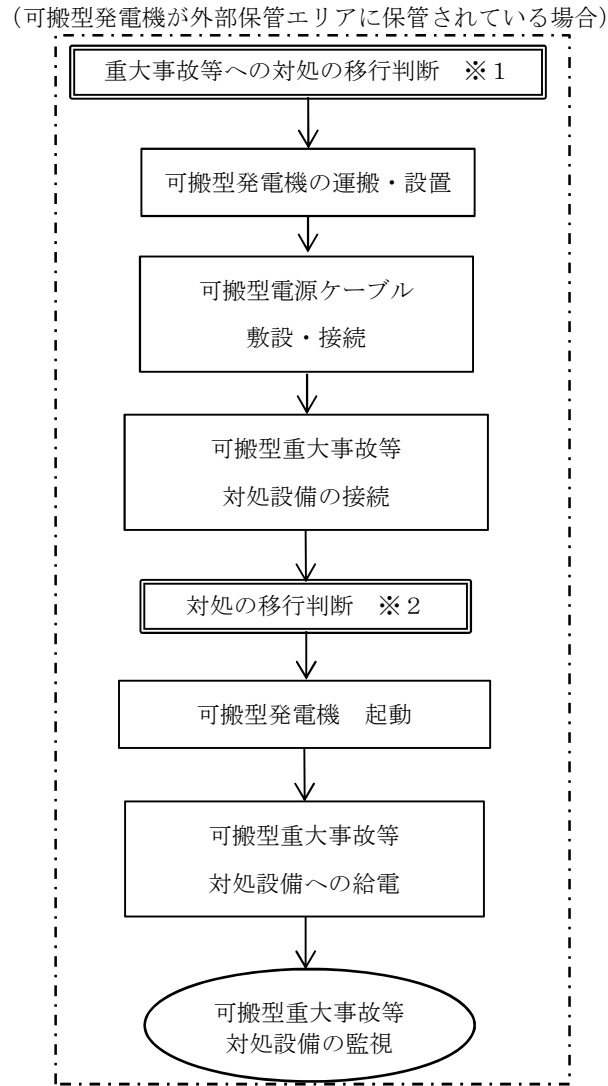 （可搬型発電機が外部保管エリアに保管されている場合）
重大事故等への対処の移行判断　※１
可搬型発電機の運搬・設置
可搬型電源ケーブル
敷設・接続
可搬型重大事故等
対処設備の接続
対処の移行判断　※２
可搬型発電機　起動
可搬型重大事故等
対処設備への給電
可搬型重大事故等
対処設備の監視